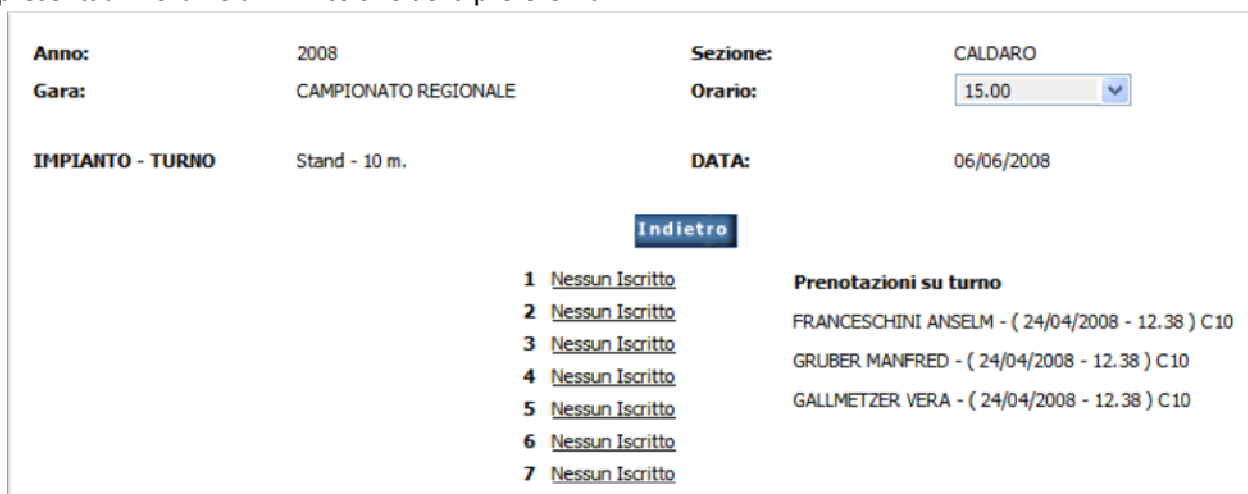 Anno: 2008 Sezione: CALDARO
Gara: CAMPIONATO REGIONALE Orario: 15.00
IMPIANTO - TURNO Stand - 10 m. DATA: 06/06/2008
Indietro
1 Nessun Iscritto
2 Nessun Iscritto
3 Nessun Iscritto
4 Nessun Iscritto
5 Nessun Iscritto
6 Nessun Iscritto
7 Nessun Iscritto
Prenotazioni su turno
FRANCESCHINI ANSELM - ( 24/04/2008 - 12.38 ) C10
GRUBER MANFRED - ( 24/04/2008 - 12.38 ) C10
GALLMETZER VERA - ( 24/04/2008 - 12.38 ) C10